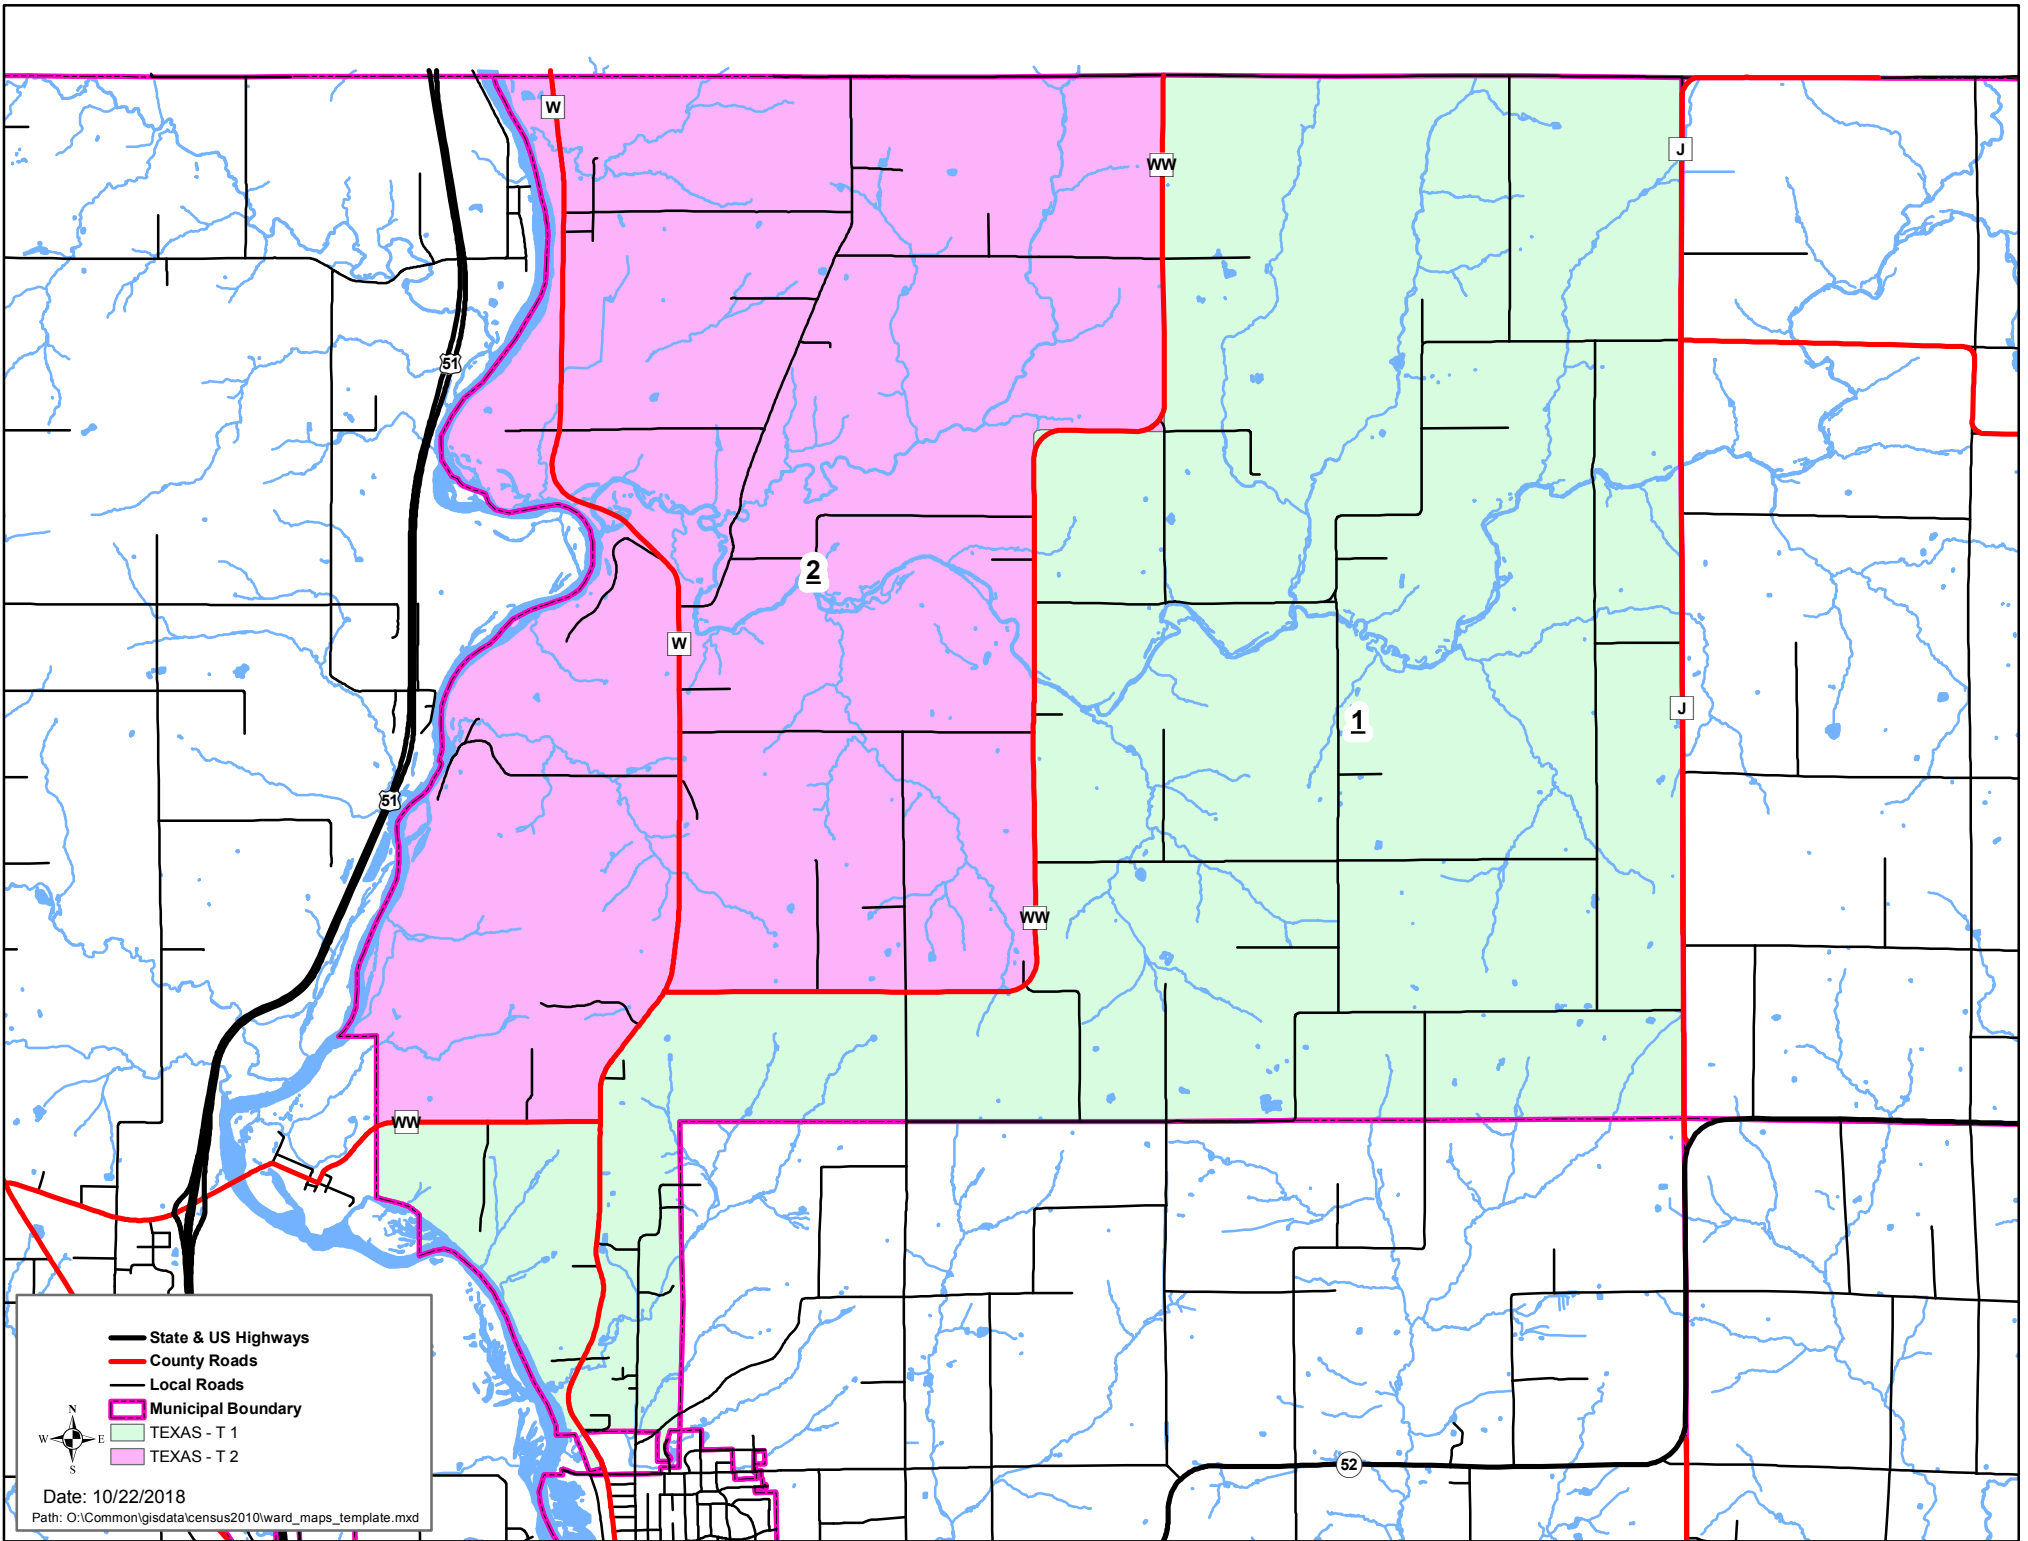 W
WW
J
51
2
W
1
J
51
WW
WW
State & US Highways
County Roads
Local Roads
Municipal Boundary
TEXAS - T 1
TEXAS - T 2
N
W E
S
Date: 10/22/2018
Path: O:\Common\gisdata\census2010\ward_maps_template.mxd
52